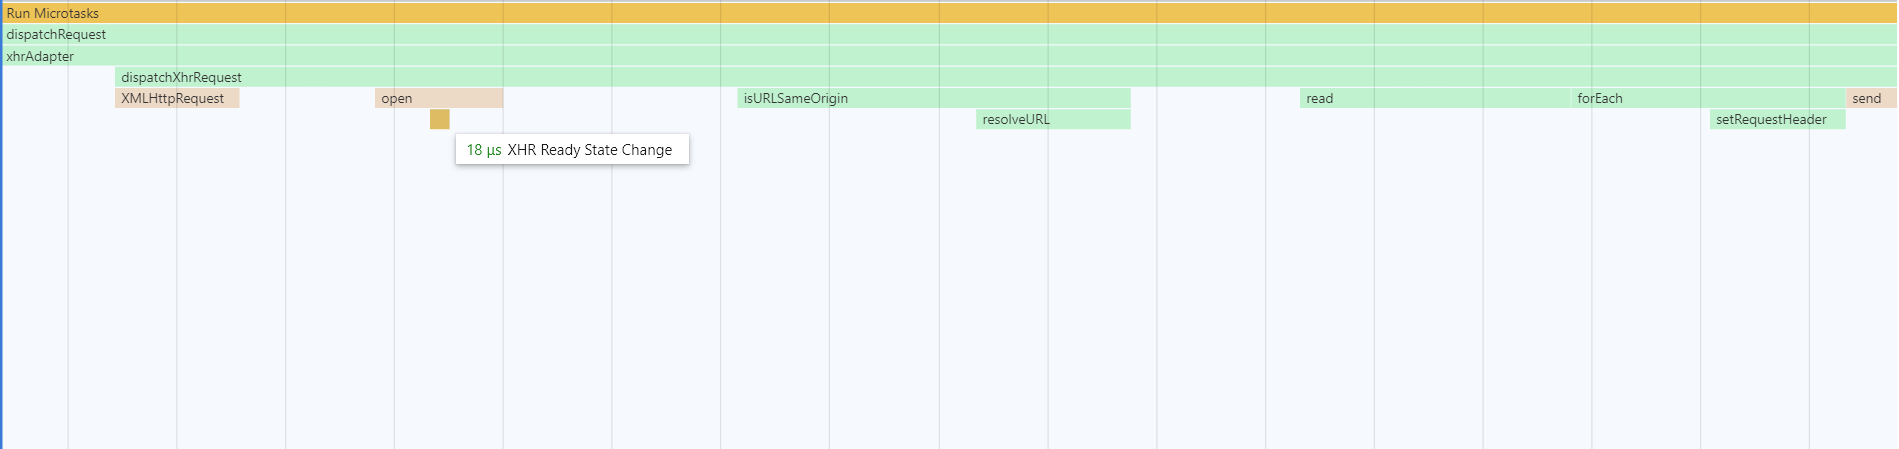 Run Microtasks
dispatchRequest
xhrAdapter
dispatchXhrRequest
XMLHttpRequest open isURLSameOrigin read forEach send
resolveURL setRequestHeader
18 μs XHR Ready State Change